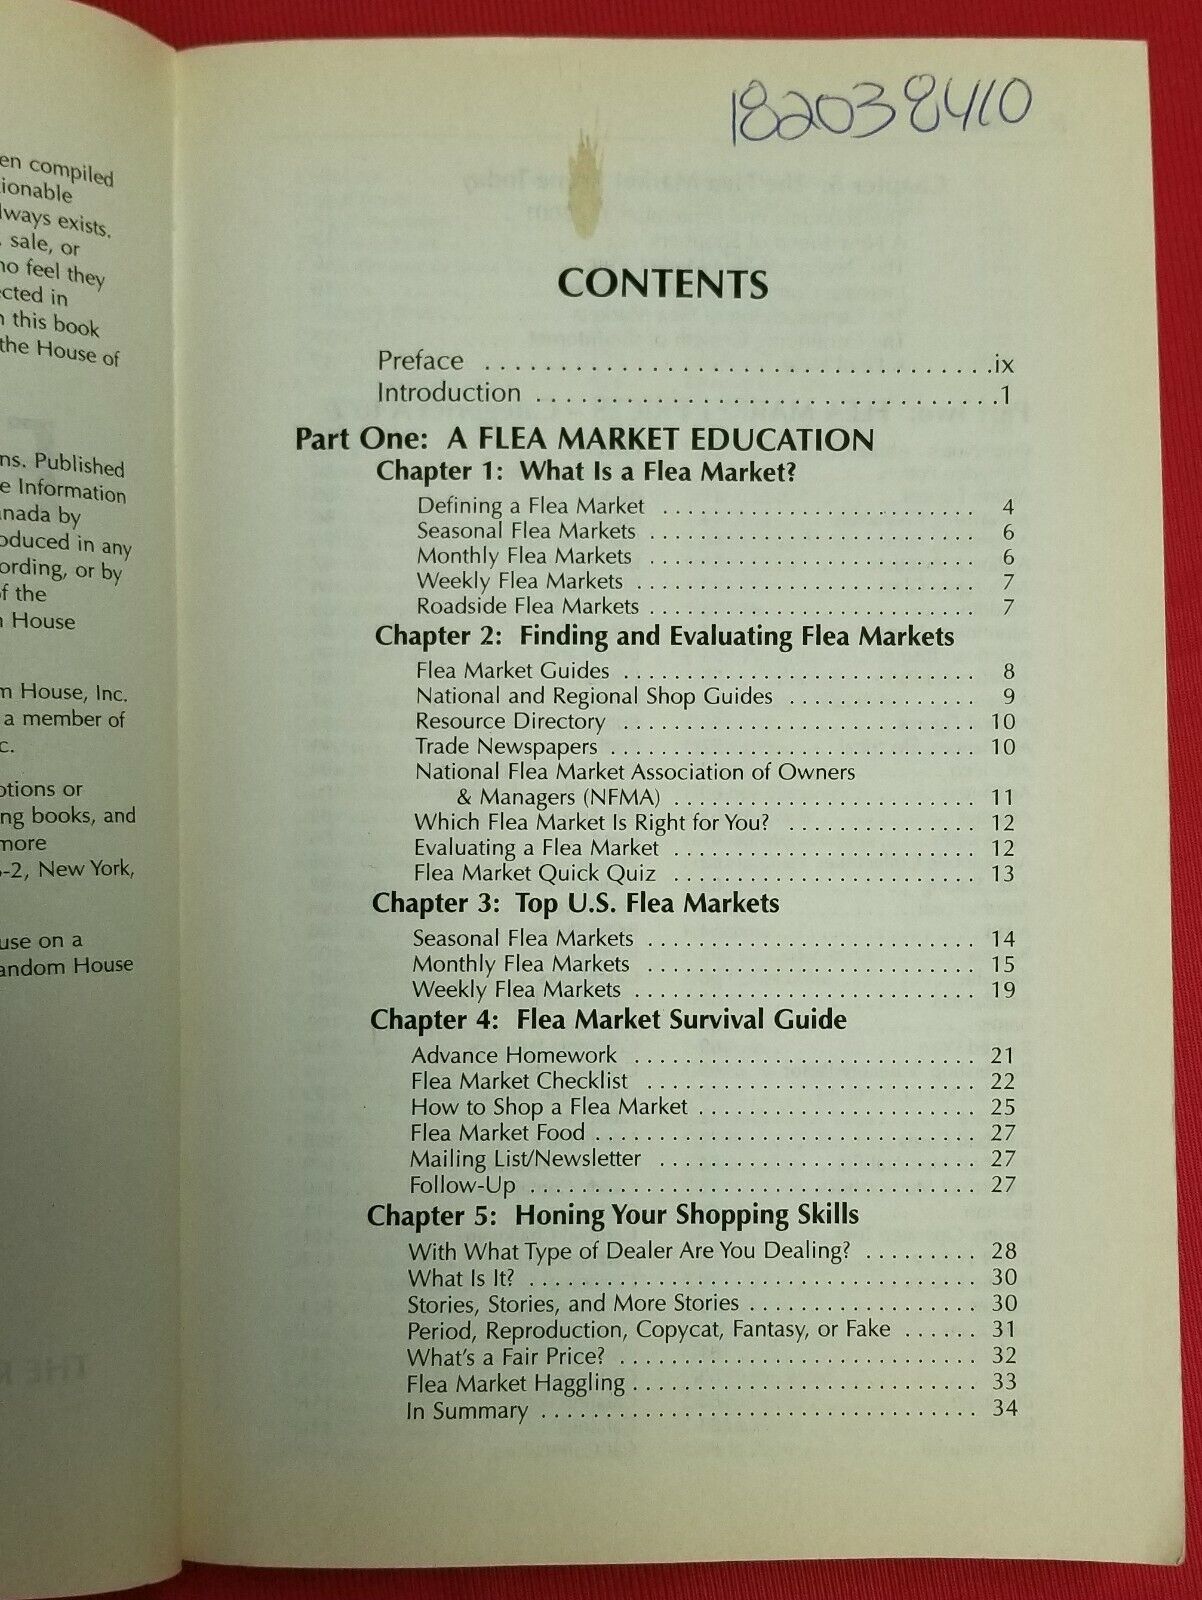 en compiled
tionable
lways exists.
sale, or
no feel they
cted in
this book
the House of
ns. Published
e Information
nada by
oduced in any
ording, or by
f the
House
m House, Inc.
a member of
c.
otions or
ng books, and
more
-2, New York,
use on a
andom House
182038410
CONTENTS
Preface . . . . . . . . . . . . . . . . . . . . . . . . . . . . . . . . . . .ix
Introduction . . . . . . . . . . . . . . . . . . . . . . . . . . . . . . .1
Part One: A FLEA MARKET EDUCATION
Chapter 1: What Is a Flea Market?
Defining a Flea Market . . . . . . . . . . . . . . . . . . . . . 4
Seasonal Flea Markets . . . . . . . . . . . . . . . . . . . . . . 6
Monthly Flea Markets . . . . . . . . . . . . . . . . . . . . . . 6
Weekly Flea Markets . . . . . . . . . . . . . . . . . . . . . . . 7
Roadside Flea Markets . . . . . . . . . . . . . . . . . . . . . . 7
Chapter 2: Finding and Evaluating Flea Markets
Flea Market Guides . . . . . . . . . . . . . . . . . . . . . . . . 8
National and Regional Shop Guides . . . . . . . . . . . . 9
Resource Directory . . . . . . . . . . . . . . . . . . . . . . . . 10
Trade Newspapers . . . . . . . . . . . . . . . . . . . . . . . . . 10
National Flea Market Association of Owners
& Managers (NFMA) . . . . . . . . . . . . . . . . . . . . 11
Which Flea Market Is Right for You? . . . . . . . . . . . . 12
Evaluating a Flea Market . . . . . . . . . . . . . . . . . . . . 12
Flea Market Quick Quiz . . . . . . . . . . . . . . . . . . . . 13
Chapter 3: Top U.S. Flea Markets
Seasonal Flea Markets . . . . . . . . . . . . . . . . . . . . . . 14
Monthly Flea Markets . . . . . . . . . . . . . . . . . . . . . . 15
Weekly Flea Markets . . . . . . . . . . . . . . . . . . . . . . . 19
Chapter 4: Flea Market Survival Guide
Advance Homework . . . . . . . . . . . . . . . . . . . . . . . 21
Flea Market Checklist . . . . . . . . . . . . . . . . . . . . . . 22
How to Shop a Flea Market . . . . . . . . . . . . . . . . . . 25
Flea Market Food . . . . . . . . . . . . . . . . . . . . . . . . . . 27
Mailing List/Newsletter . . . . . . . . . . . . . . . . . . . . . 27
Follow-Up . . . . . . . . . . . . . . . . . . . . . . . . . . . . . . 27
Chapter 5: Honing Your Shopping Skills
With What Type of Dealer Are You Dealing? . . . . . . . . . 28
What Is It? . . . . . . . . . . . . . . . . . . . . . . . . . . . . . . 30
Stories, Stories, and More Stories . . . . . . . . . . . . . . . 30
Period, Reproduction, Copycat, Fantasy, or Fake . . . . . . 31
What's a Fair Price? . . . . . . . . . . . . . . . . . . . . . . . . 32
Flea Market Haggling . . . . . . . . . . . . . . . . . . . . . . . 33
In Summary . . . . . . . . . . . . . . . . . . . . . . . . . . . . . 34